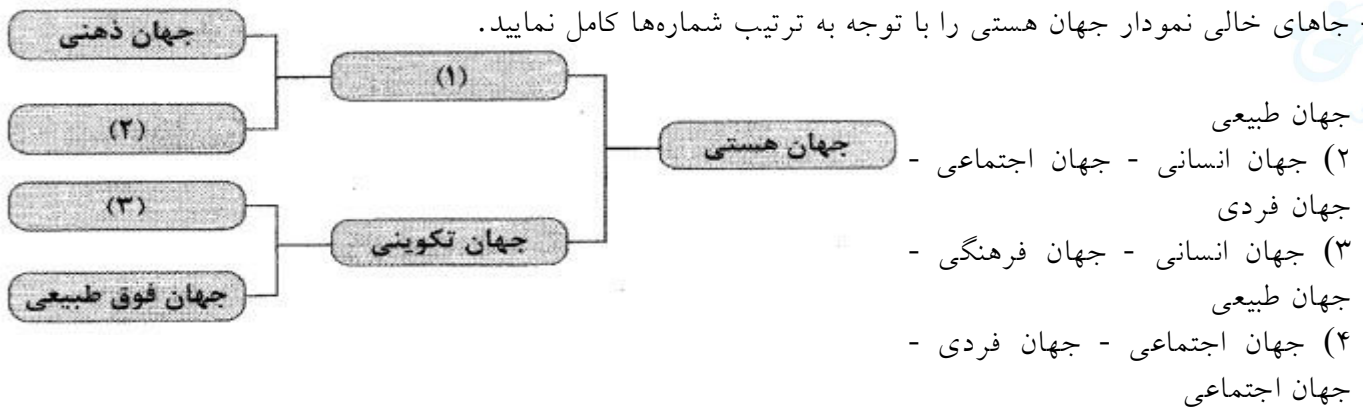 جاهای خالی نمودار جهان هستی را با توجه به ترتیب شماره‌ها کامل نمایید.
جهان طبیعی
۲) جهان انسانی - جهان اجتماعی -
جهان فردی
۳) جهان انسانی - جهان فرهنگی -
جهان طبیعی
۴) جهان اجتماعی - جهان فردی -
جهان اجتماعی
جهان هستی
(۱)
جهان تکوینی
جهان ذهنی
(۲)
(۳)
جهان فوق طبیعی